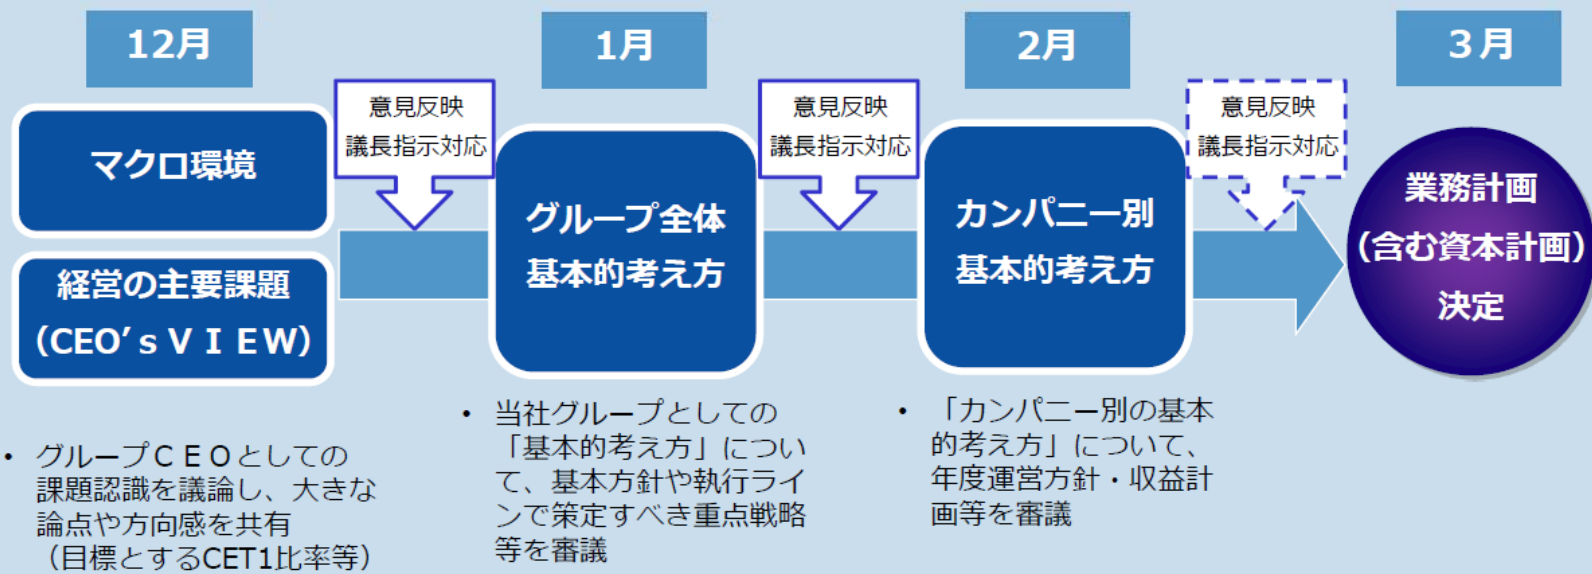 12月
1月
2月
３月
マクロ環境
経営の主要課題
（CEO’ｓＶＩＥＷ）
意見反映
議長指示対応
グループ全体
基本的考え方
意見反映
議長指示対応
カンパニー別
基本的考え方
意見反映
議長指示対応
業務計画
（含む資本計画）
決定
• グループＣＥＯとしての
課題認識を議論し、大きな
論点や方向感を共有
（目標とするCET1比率等）
• 当社グループとしての
「基本的考え方」につい
て、基本方針や執行ライ
ンで策定すべき重点戦略
等を審議
• 「カンパニー別の基本
的考え方」について、
年度運営方針・収益計
画等を審議